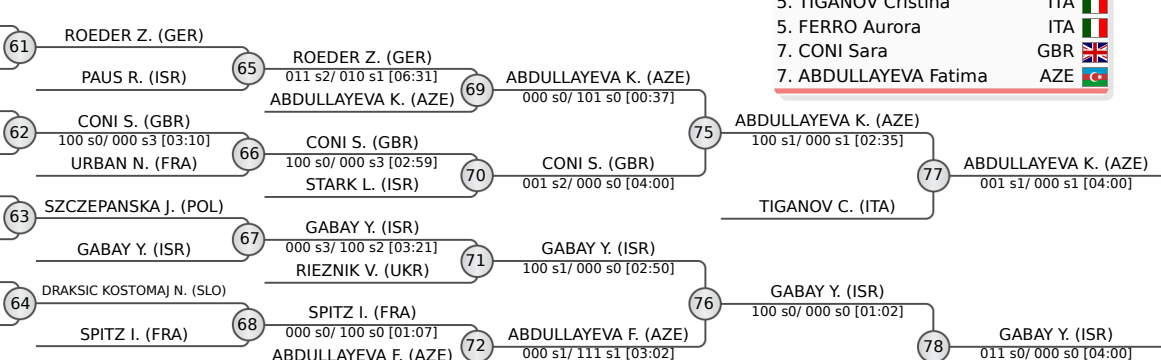 5. TIGANOV Cristina ITA
5. FERRO Aurora ITA
7. CONI Sara GBR
7. ABDULLAYEVA Fatima AZE
61
ROEDER Z. (GER)
PAUS R. (ISR)
62
CONI S. (GBR)
100 s0/ 000 s3 [03:10]
URBAN N. (FRA)
63
SZCZEPANSKA J. (POL)
GABAY Y. (ISR)
64
DRAKSIC KOSTOMAJ N. (SLO)
SPITZ I. (FRA)
65
ROEDER Z. (GER)
011 s2/ 010 s1 [06:31]
ABDULLAYEVA K. (AZE)
66
CONI S. (GBR)
100 s0/ 000 s3 [02:59]
STARK L. (ISR)
67
GABAY Y. (ISR)
000 s3/ 100 s2 [03:21]
RIEZNIK V. (UKR)
68
SPITZ I. (FRA)
000 s0/ 100 s0 [01:07]
ABDULLAYEVA F. (AZE)
69
ABDULLAYEVA K. (AZE)
000 s0/ 101 s0 [00:37]
70
CONI S. (GBR)
001 s2/ 000 s0 [04:00]
71
GABAY Y. (ISR)
100 s1/ 000 s0 [02:50]
72
ABDULLAYEVA F. (AZE)
000 s1/ 111 s1 [03:02]
75
ABDULLAYEVA K. (AZE)
100 s1/ 000 s1 [02:35]
TIGANOV C. (ITA)
76
GABAY Y. (ISR)
100 s0/ 000 s0 [01:02]
77
ABDULLAYEVA K. (AZE)
001 s1/ 000 s1 [04:00]
78
GABAY Y. (ISR)
011 s0/ 000 s0 [04:00]